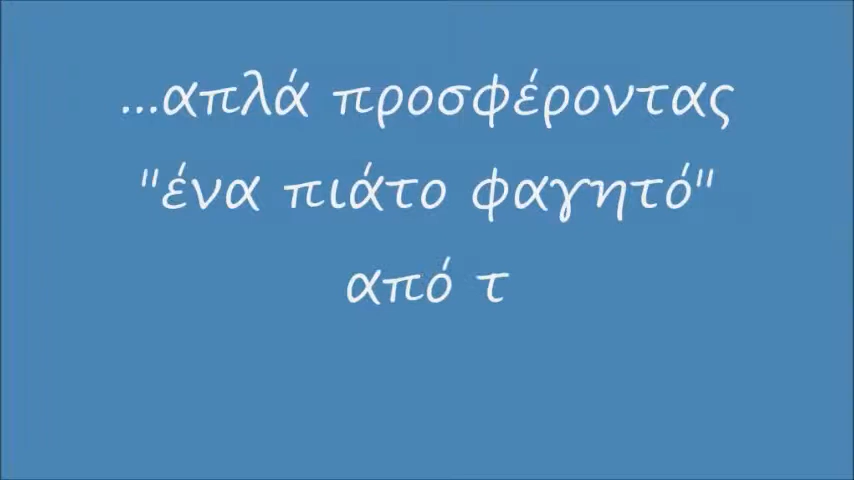 ...απλά προσφέροντας
"ένα πιάτο φαγητό"
από τ